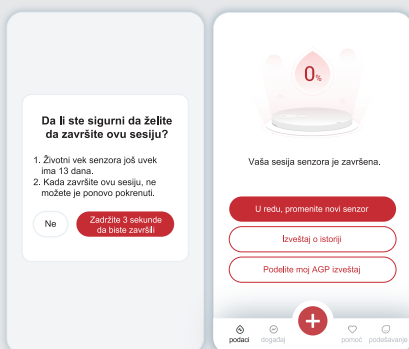 Da li ste sigurni da želite
da završite ovu sesiju?
1. Životni vek senzora još uvek
ima 13 dana.
2. Kada završite ovu sesiju, ne
možete je ponovo pokrenuti.
Ne
Zadržite 3 sekunde
da biste završili
0%
Vaša sesija senzora je završena.
U redu, promenite novi senzor
Izveštaj o istoriji
Podelite moj AGP izveštaj
podaci
događaj
pomoć
podešavanje